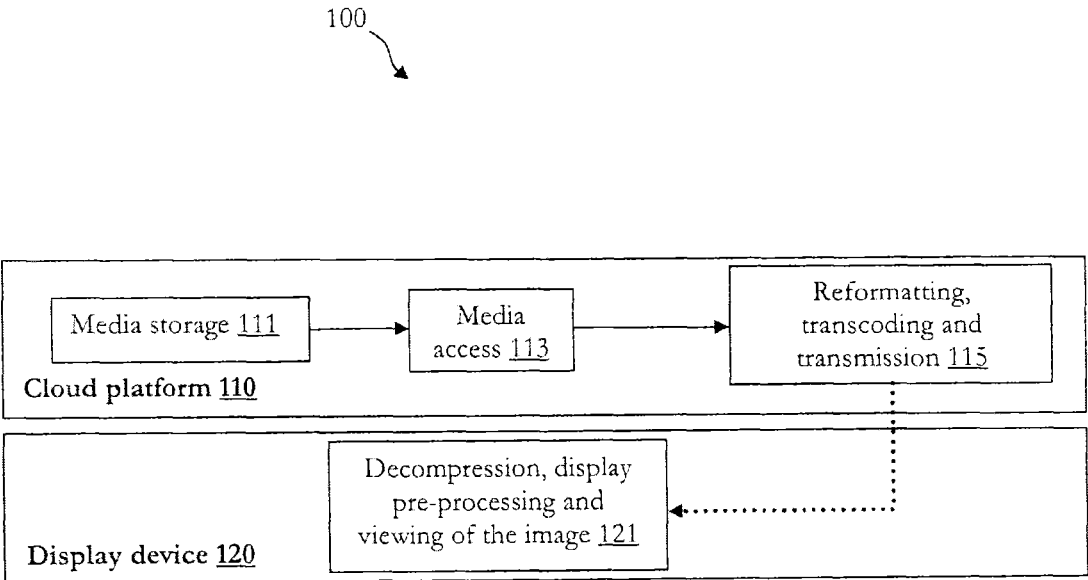 100
Media storage 111
Media
access 113
Reformatting,
transcoding and
transmission 115
Cloud platform 110
Decompression, display
pre-processing and
viewing of the image 121
Display device 120